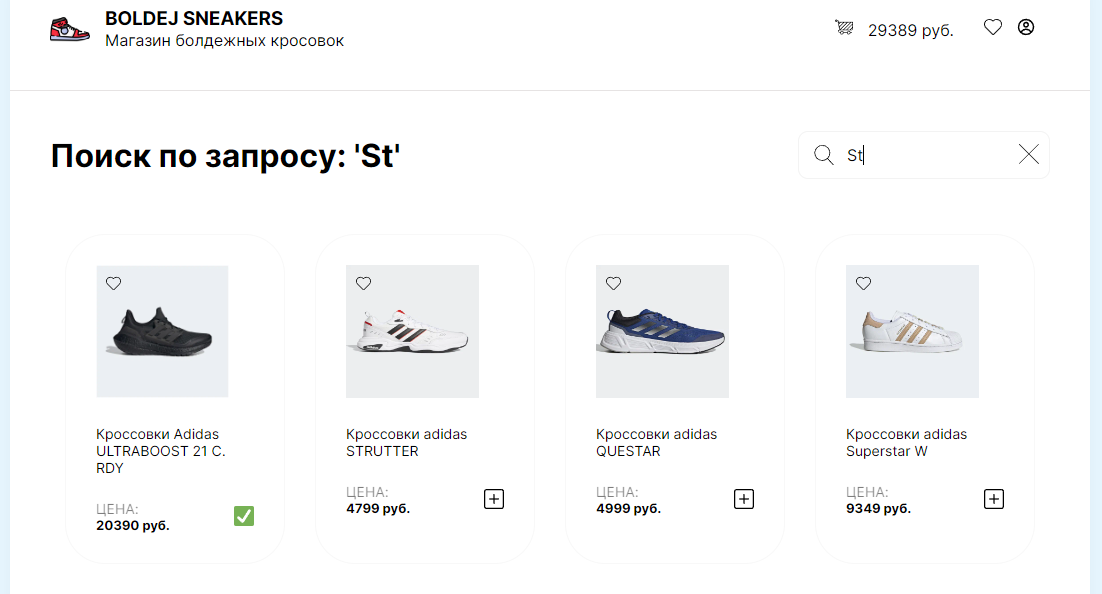 BOLDEJ SNEAKERS
Магазин болдежных кросовок
29389 руб.
Поиск по запросу: 'St'
St
Кроссовки Adidas
ULTRABOOST 21 C.
RDY
ЦЕНА:
20390 руб.
Кроссовки adidas
STRUTTER
ЦЕНА:
4799 руб.
Кроссовки adidas
QUESTAR
ЦЕНА:
4999 руб.
Кроссовки adidas
Superstar W
ЦЕНА:
9349 руб.